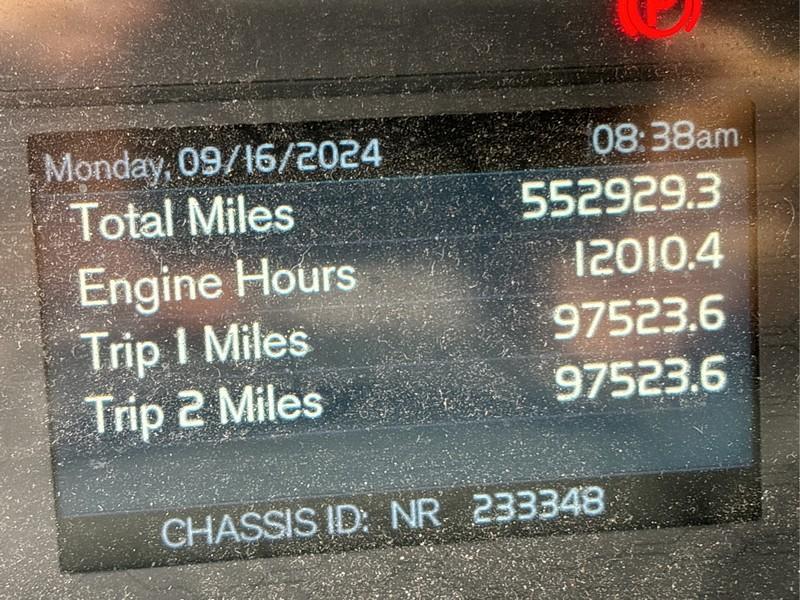 P
Monday, 09/16/2024 08:38am
Total Miles 552929.3
Engine Hours 12010.4
Trip 1 Miles 97523.6
Trip 2 Miles 97523.6
CHASSIS ID: NR 233348